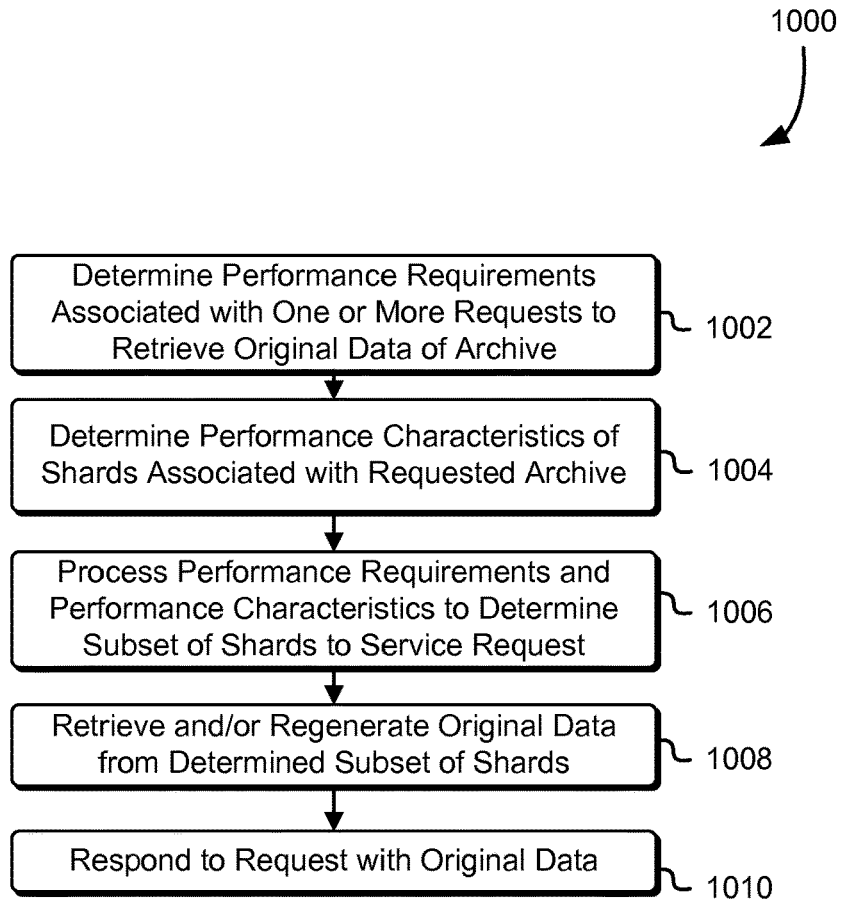 1000
Determine Performance Requirements
Associated with One or More Requests to
Retrieve Original Data of Archive
1002
Determine Performance Characteristics of
Shards Associated with Requested Archive
1004
Process Performance Requirements and
Performance Characteristics to Determine
Subset of Shards to Service Request
1006
Retrieve and/or Regenerate Original Data
from Determined Subset of Shards
1008
Respond to Request with Original Data
1010